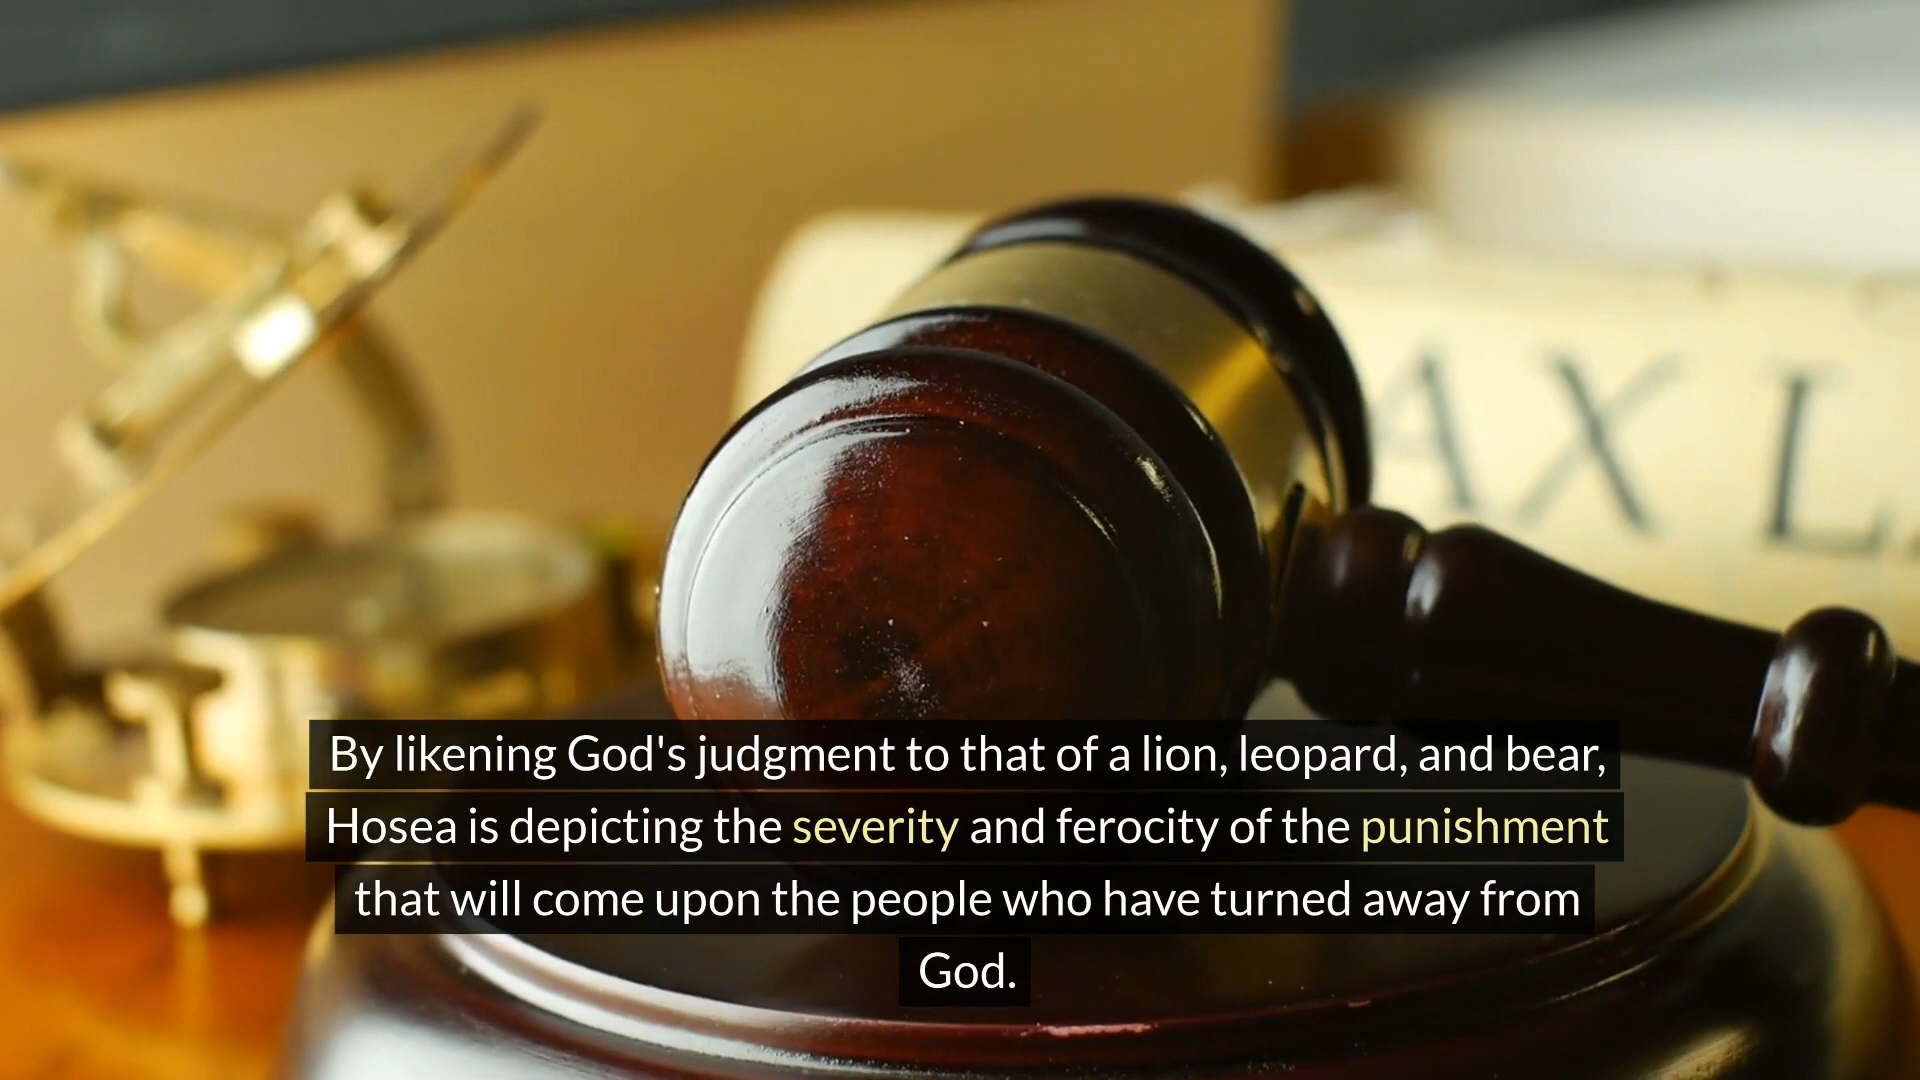 AX L
By likening God's judgment to that of a lion, leopard, and bear,
Hosea is depicting the severity and ferocity of the punishment
that will come upon the people who have turned away from
God.